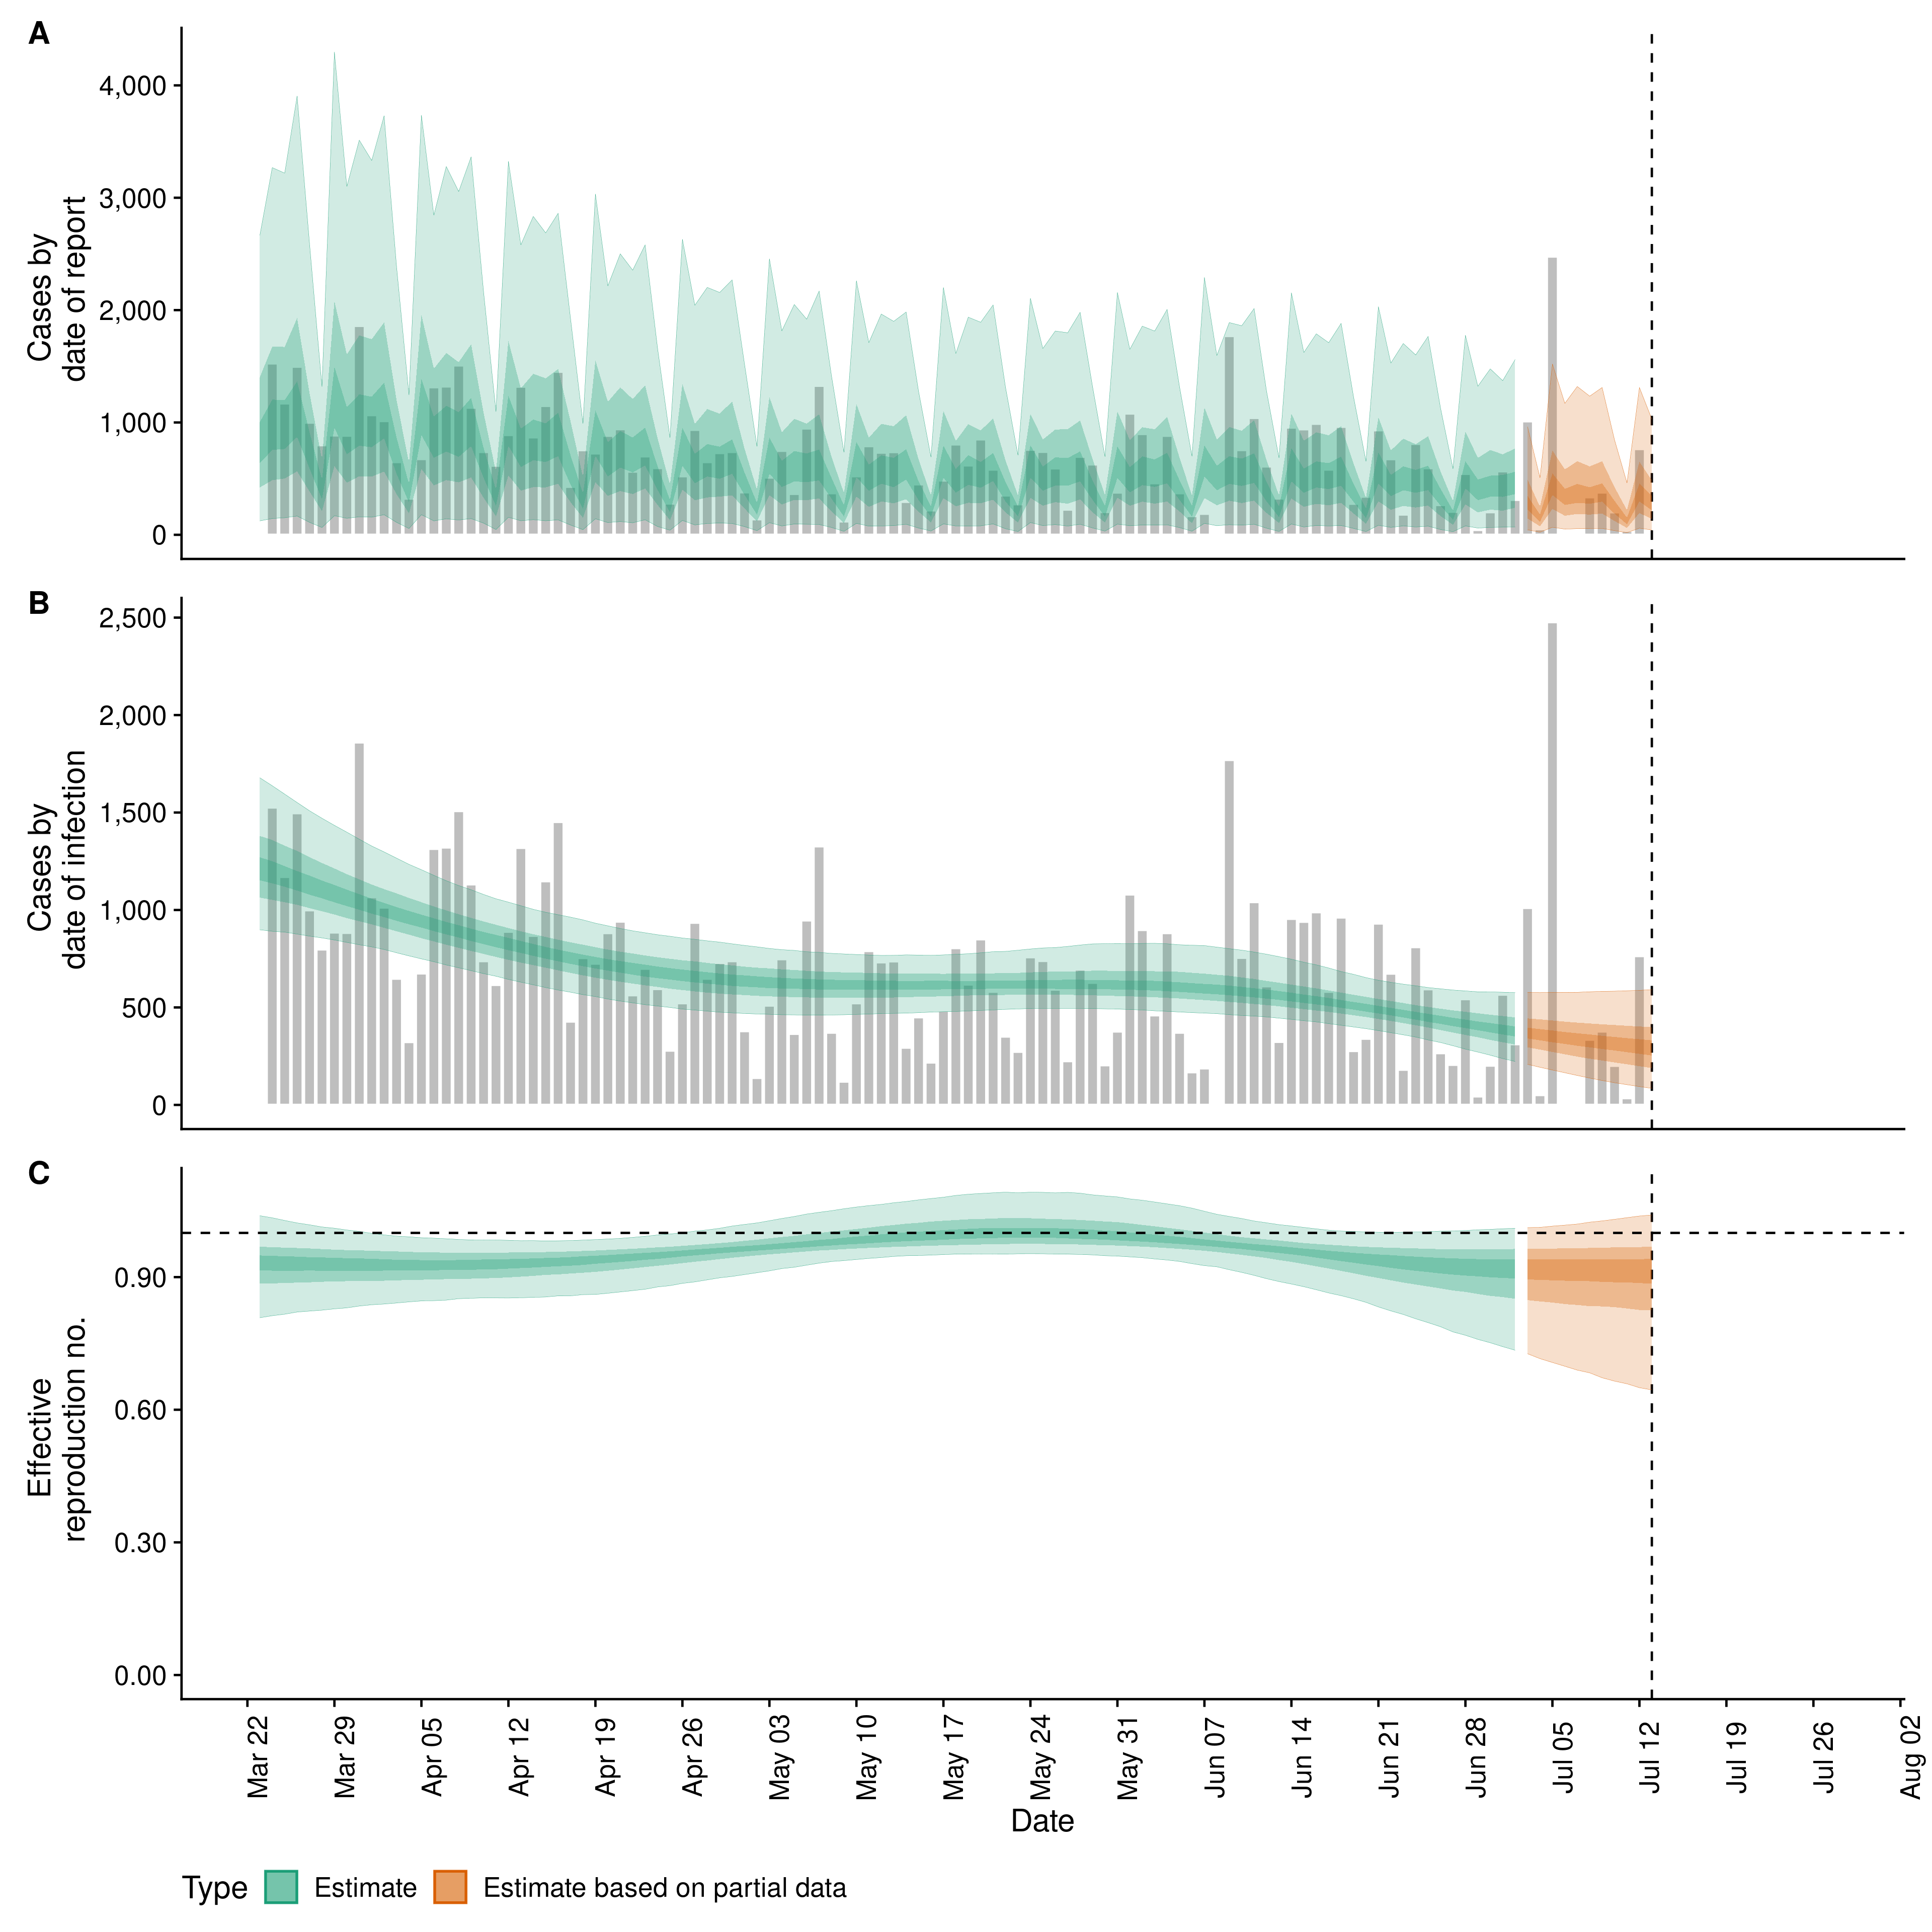 A
Cases by
date of report
4,000
3,000
2,000
1,000
0
B
Cases by
date of infection
2,500
2,000
1,500
1,000
500
0
C
Effective
reproduction no.
0.90
0.60
0.30
0.00
Mar 22
Mar 29
Apr 05
Apr 12
Apr 19
Apr 26
May 03
May 10
May 17
May 24
May 31
Jun 07
Jun 14
Jun 21
Jun 28
Jul 05
Jul 12
Jul 19
Jul 26
Aug 02
Date
Type
Estimate
Estimate based on partial data